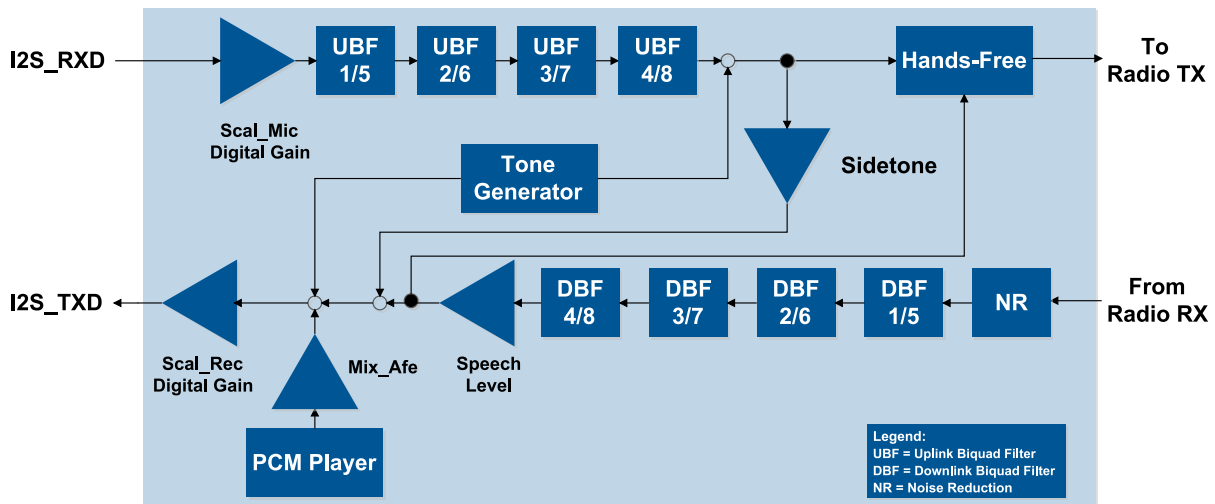 I2S_RXD
UBF
1/5
UBF
2/6
UBF
3/7
UBF
4/8
Hands-Free
To
Radio TX
Scal_Mic
Digital Gain
Tone
Generator
Sidetone
I2S_TXD
DBF
4/8
DBF
3/7
DBF
2/6
DBF
1/5
NR
From
Radio RX
Scal_Rec
Digital Gain
Mix_Afe
Speech
Level
PCM Player
Legend:
UBF = Uplink Biquad Filter
DBF = Downlink Biquad Filter
NR = Noise Reduction